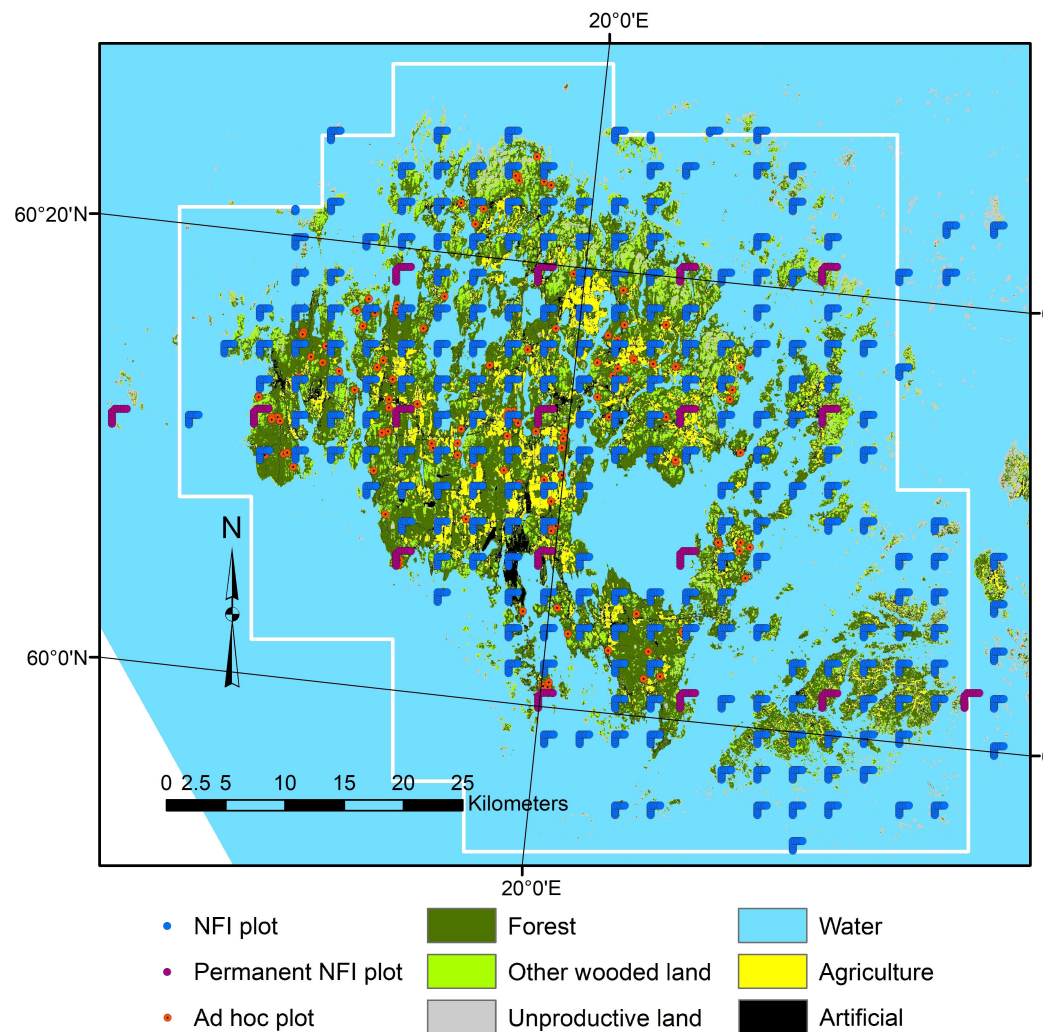 20°0'E
60°20'N
N
60°0'N
0 2.5 5 10 15 20 25
Kilometers
20°0'E
NFI plot
Forest
Water
Permanent NFI plot
Other wooded land
Agriculture
Ad hoc plot
Unproductive land
Artificial